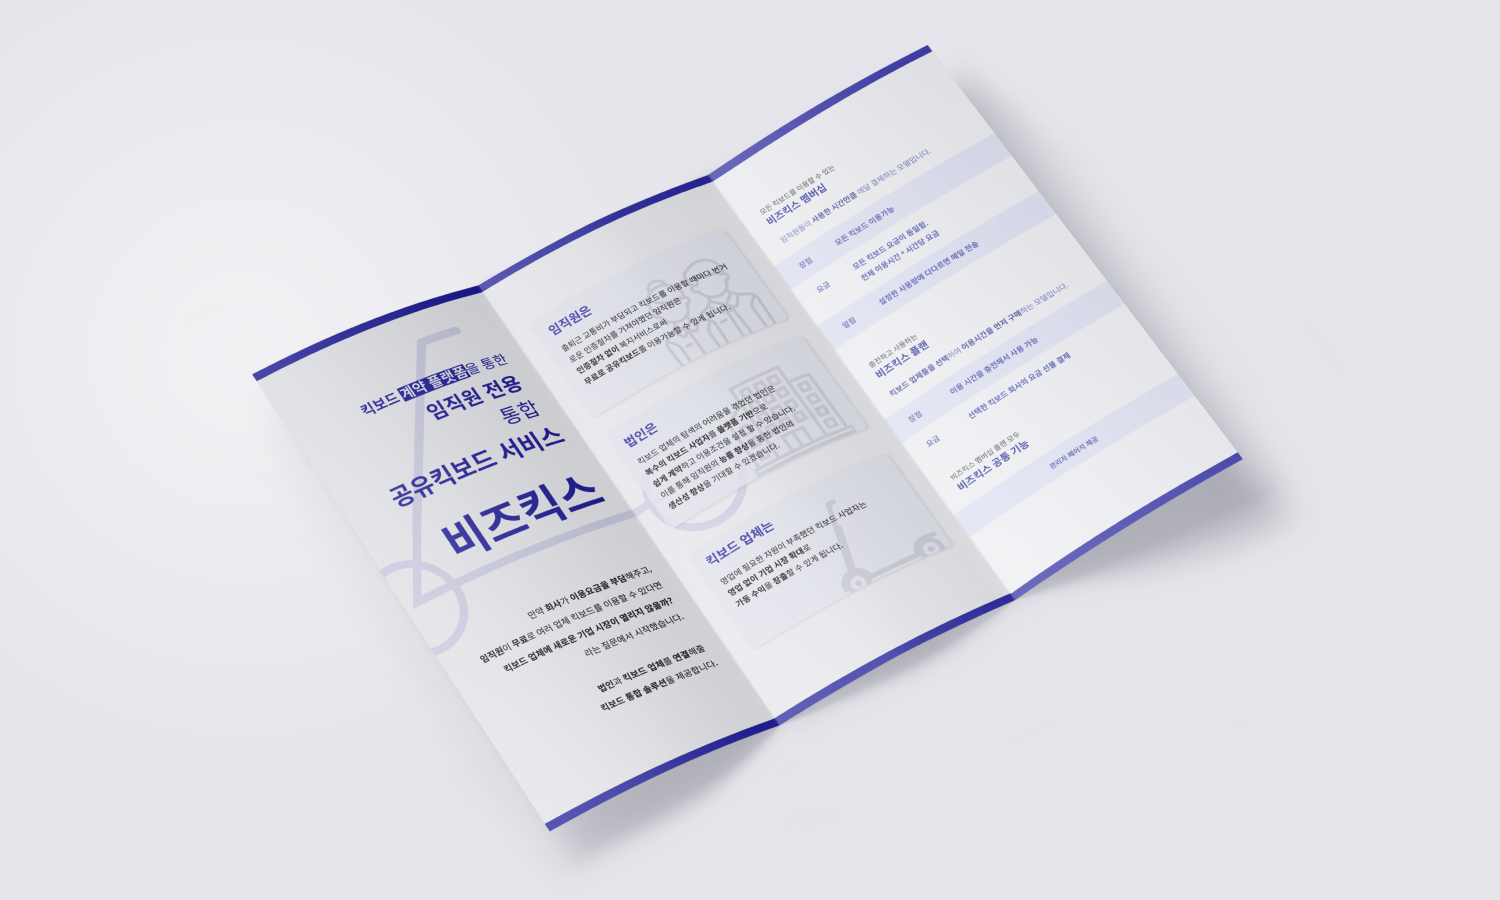 킥보드 계약 플랫폼을 통한
임직원 전용
통합
공유킥보드 서비스
비즈킥스
만약 회사가 이용요금을 부담해주고,
임직원이 무료로 여러 업체 킥보드를 이용할 수 있다면
킥보드 업체에 새로운 기업 시장이 열리지 않을까?
라는 질문에서 시작했습니다.
법인과 킥보드 업체를 연결해줄
킥보드 통합 솔루션을 제공합니다.
임직원은
출퇴근 교통비가 부담되고 킥보드를 이용할 때마다 번거
로운 인증절차를 거쳐야했던 임직원은
인증절차 없이 복지서비스로써
무료로 공유킥보드를 이용가능할 수 있게 됩니다.
법인은
킥보드 업체의 탐색의 어려움을 겪었던 법인은
복수의 킥보드 사업자를 플랫폼 기반으로
쉽게 계약하고 이용조건을 설정 할 수 있습니다.
이를 통해 임직원의 능률 향상을 통한 법인의
생산성 향상을 기대할 수 있겠습니다.
킥보드 업체는
영업에 필요한 자원이 부족했던 킥보드 사업자는
영업 없이 기업 시장 확대로
가동 수익을 창출할 수 있게 됩니다.
모든 킥보드를 이용할 수 있는
비즈킥스 멤버십
임직원들이 사용한 시간만큼 매달 결제하는 모델입니다.
장점 모든 킥보드 이용가능
요금 모든 킥보드 요금이 동일함.
전체 이용시간 * 시간당 요금
알림 설정한 사용량에 다다르면 메일 전송
충전하고 사용하는
비즈킥스 플랜
킥보드 업체들을 선택하여 이용시간을 먼저 구매하는 모델입니다.
장점 이용 시간을 충전해서 사용 가능
요금 선택한 킥보드 회사의 요금 선불 결제
비즈킥스 멤버십 플랜 모두
비즈킥스 공통 기능
관리자 페이지 제공